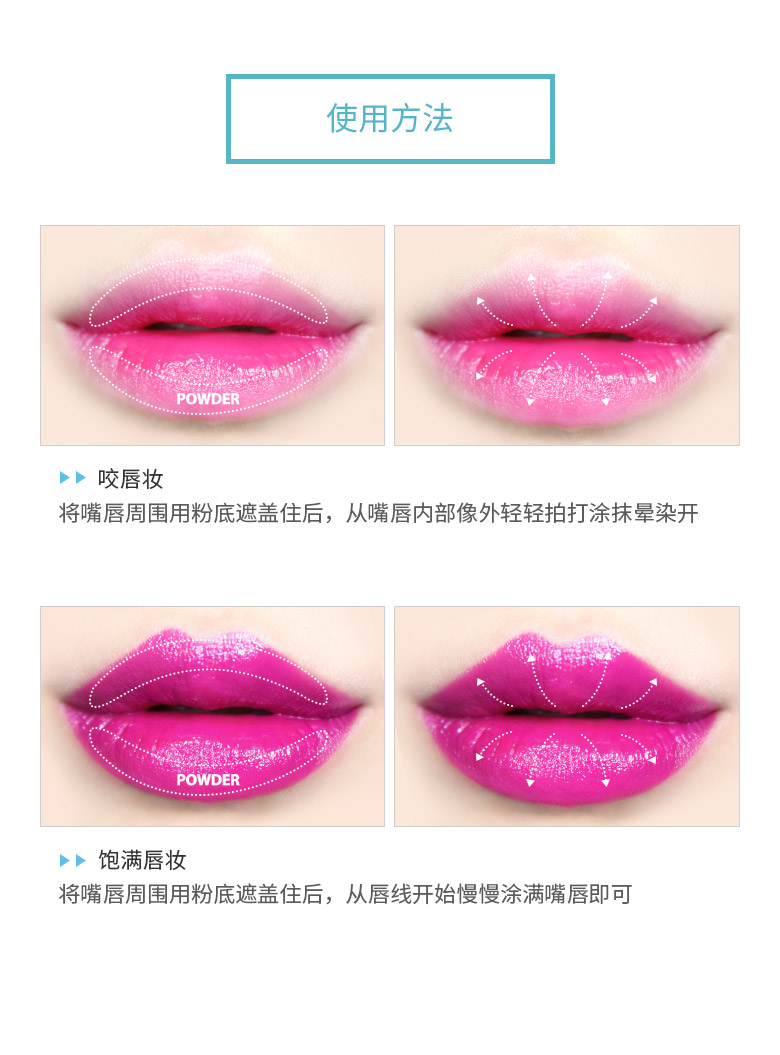 使用方法
POWDER
咬唇妆
将嘴唇周围用粉底遮盖住后，从嘴唇内部像外轻轻拍打涂抹晕染开
POWDER
饱满唇妆
将嘴唇周围用粉底遮盖住后，从唇线开始慢慢涂满嘴唇即可